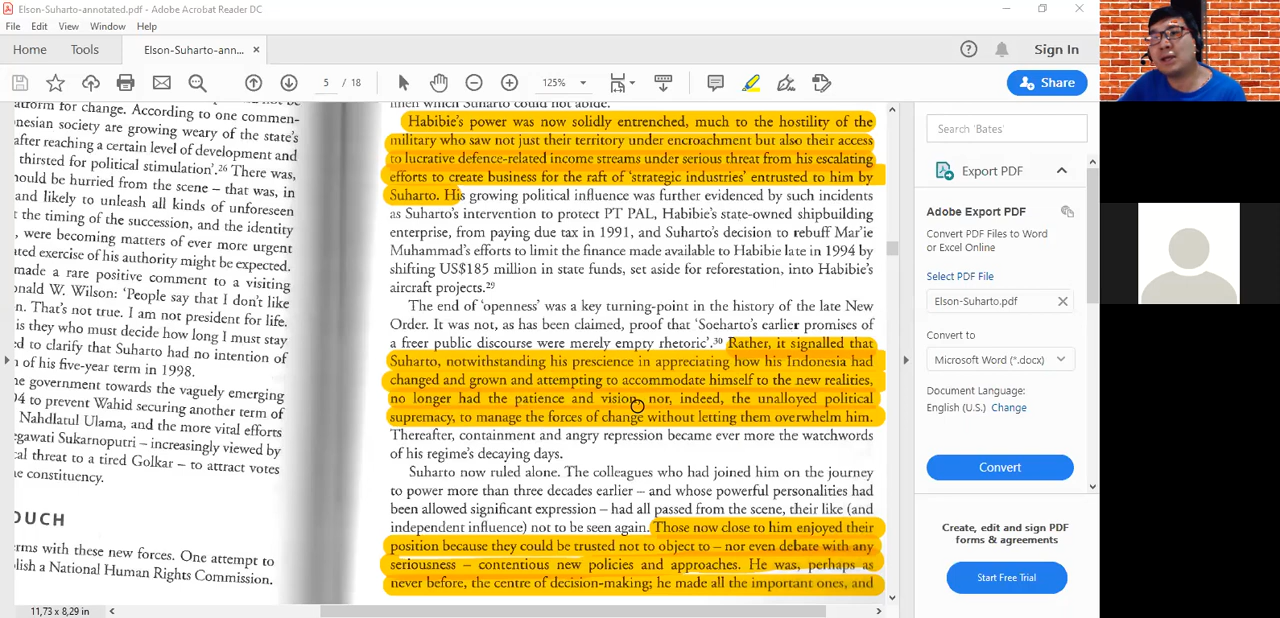 Elson-Suharto-annotated.pdf - Adobe Acrobat Reader DC
File Edit View Window Help
Home Tools Elson-Suharto-ann... × Sign In
5 / 18 125% Share
platform for change. According to one commen-
nesian society are growing weary of the state's
after reaching a certain level of development and
thirsted for political stimulation'.26 There was,
hould be hurried from the scene – that was, in
and likely to unleash all kinds of unforeseen
t the timing of the succession, and the identity
, were becoming matters of ever more urgent
ated exercise of his authority might be expected.
made a rare positive comment to a visiting
onald W. Wilson: 'People say that I don't like
n. That's not true. I am not president for life.
is they who must decide how long I must stay
ed to clarify that Suharto had no intention of
n of his five-year term in 1998.
he government towards the vaguely emerging
94 to prevent Wahid securing another term of
Nahdlatul Ulama, and the more vital efforts
egawati Sukarnoputri – increasingly viewed by
cal threat to a tired Golkar – to attract votes
ne constituency.
OUCH
erms with these new forces. One attempt to
blish a National Human Rights Commission.
which Suharto could not abide.
Habibie's power was now solidly entrenched, much to the hostility of the
military who saw not just their territory under encroachment but also their access
to lucrative defence-related income streams under serious threat from his escalating
efforts to create business for the raft of 'strategic industries' entrusted to him by
Suharto. His growing political influence was further evidenced by such incidents
as Suharto's intervention to protect PT PAL, Habibie's state-owned shipbuilding
enterprise, from paying due tax in 1991, and Suharto's decision to rebuff Mar'ie
Muhammad's efforts to limit the finance made available to Habibie late in 1994 by
shifting US$185 million in state funds, set aside for reforestation, into Habibie's
aircraft projects.29
The end of 'openness' was a key turning-point in the history of the late New
Order. It was not, as has been claimed, proof that 'Soeharto's earlier promises of
a freer public discourse were merely empty rhetoric'.30 Rather, it signalled that
Suharto, notwithstanding his prescience in appreciating how his Indonesia had
changed and grown and attempting to accommodate himself to the new realities,
no longer had the patience and vision, nor, indeed, the unalloyed political
supremacy, to manage the forces of change without letting them overwhelm him.
Thereafter, containment and angry repression became ever more the watchwords
of his regime's decaying days.
Suharto now ruled alone. The colleagues who had joined him on the journey
to power more than three decades earlier – and whose powerful personalities had
been allowed significant expression – had all passed from the scene, their like (and
independent influence) not to be seen again. Those now close to him enjoyed their
position because they could be trusted not to object to – nor even debate with any
seriousness – contentious new policies and approaches. He was, perhaps as
never before, the centre of decision-making; he made all the important ones, and
11,73 x 8,29 in
Search 'Bates'
Export PDF
Adobe Export PDF
Convert PDF Files to Word
or Excel Online
Select PDF File
Elson-Suharto.pdf ×
Convert to
Microsoft Word (*.docx)
Document Language:
English (U.S.) Change
Convert
Create, edit and sign PDF
forms & agreements
Start Free Trial